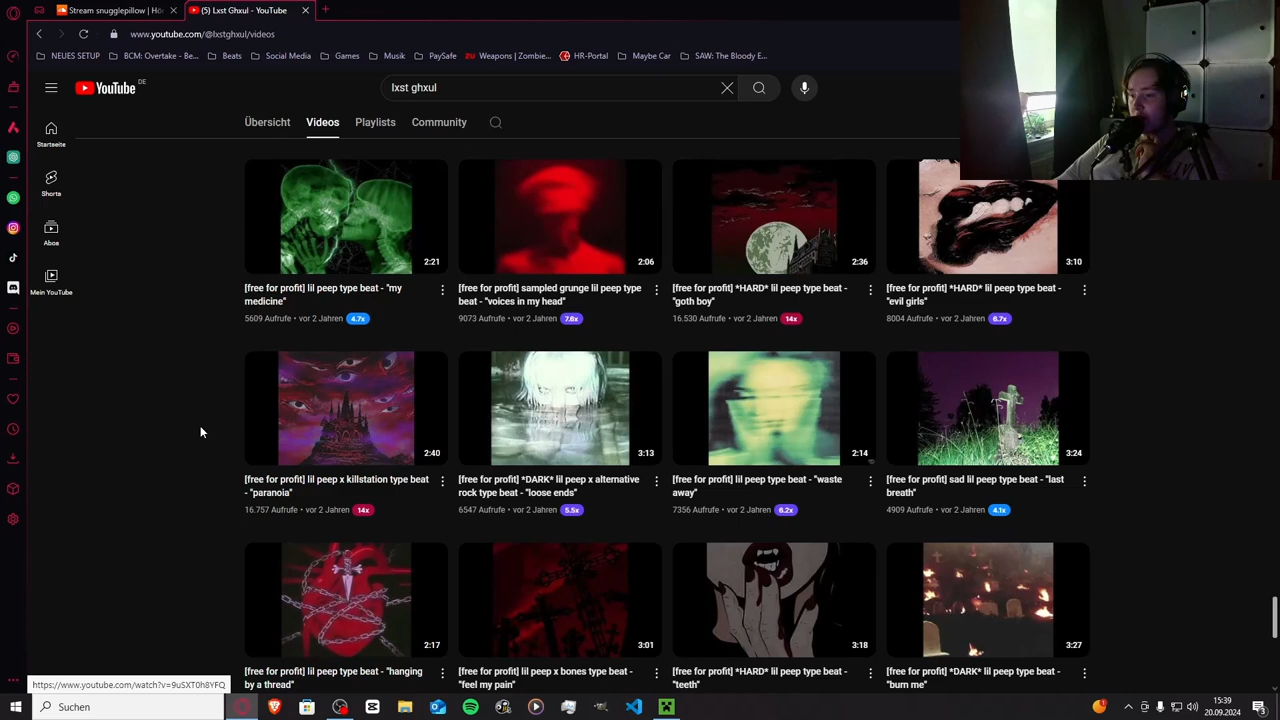 Stream snugglepillow | Hör
(5) Lxst Ghxul - YouTube
www.youtube.com/@lxstghxul/videos
NEUES SETUP
BCM: Overtake - Be...
Beats
Social Media
Games
Musik
PaySafe
Weapons | Zombie...
HR-Portal
Maybe Car
SAW: The Bloody E...
YouTube DE
lxst ghxul
Übersicht Videos Playlists Community
Startseite
Shorts
Abos
Mein YouTube
2:21
2:06
2:36
3:10
[free for profit] lil peep type beat - "my
medicine"
5609 Aufrufe • vor 2 Jahren 4.7x
[free for profit] sampled grunge lil peep type
beat - "voices in my head"
9073 Aufrufe • vor 2 Jahren 7.6x
[free for profit] *HARD* lil peep type beat -
"goth boy"
16.530 Aufrufe • vor 2 Jahren 14x
[free for profit] *HARD* lil peep type beat -
"evil girls"
8004 Aufrufe • vor 2 Jahren 6.7x
2:40
3:13
2:14
3:24
[free for profit] lil peep x killstation type beat
- "paranoia"
16.757 Aufrufe • vor 2 Jahren 14x
[free for profit] *DARK* lil peep x alternative
rock type beat - "loose ends"
6547 Aufrufe • vor 2 Jahren 5.5x
[free for profit] lil peep type beat - "waste
away"
7356 Aufrufe • vor 2 Jahren 6.2x
[free for profit] sad lil peep type beat - "last
breath"
4909 Aufrufe • vor 2 Jahren 4.1x
2:17
3:01
3:18
3:27
[free for profit] lil peep type beat - "hanging
by a thread"
[free for profit] lil peep x bones type beat -
"feel my pain"
[free for profit] *HARD* lil peep type beat -
"teeth"
[free for profit] *DARK* lil peep type beat -
"burn me"
https://www.youtube.com/watch?v=9uSXT0h8YFQ
Suchen
15:39
20.09.2024